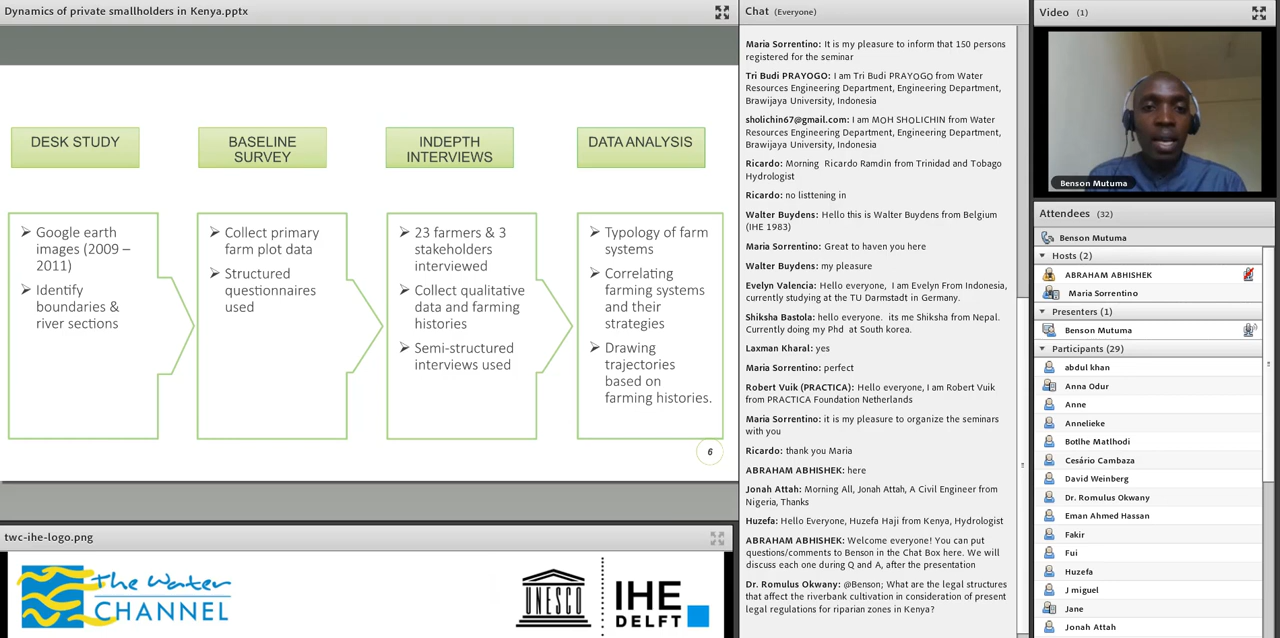 Dynamics of private smallholders in Kenya.pptx
DESK STUDY
BASELINE
SURVEY
INDEPTH
INTERVIEWS
DATA ANALYSIS
➢ Google earth
images (2009 –
2011)
➢ Identify
boundaries &
river sections
➢ Collect primary
farm plot data
➢ Structured
questionnaires
used
➢ 23 farmers & 3
stakeholders
interviewed
➢ Collect qualitative
data and farming
histories
➢ Semi-structured
interviews used
➢ Typology of farm
systems
➢ Correlating
farming systems
and their
strategies
➢ Drawing
trajectories
based on
farming histories.
6
twc-ihe-logo.png
The Water
CHANNEL
UNESCO
IHE
DELFT
Chat (Everyone)
Maria Sorrentino: It is my pleasure to inform that 150 persons
registered for the seminar
Tri Budi PRAYOGO: I am Tri Budi PRAYOGO from Water
Resources Engineering Department, Engineering Department,
Brawijaya University, Indonesia
sholichin67@gmail.com: I am MOH SHOLICHIN from Water
Resources Engineering Department, Engineering Department,
Brawijaya University, Indonesia
Ricardo: Morning Ricardo Ramdin from Trinidad and Tobago
Hydrologist
Ricardo: no listtening in
Walter Buydens: Hello this is Walter Buydens from Belgium
(IHE 1983)
Maria Sorrentino: Great to haven you here
Walter Buydens: my pleasure
Evelyn Valencia: Hello everyone, I am Evelyn From Indonesia,
currently studying at the TU Darmstadt in Germany.
Shiksha Bastola: hello everyone. its me Shiksha from Nepal.
Currently doing my Phd at South korea.
Laxman Kharal: yes
Maria Sorrentino: perfect
Robert Vuik (PRACTICA): Hello everyone, I am Robert Vuik
from PRACTICA Foundation Netherlands
Maria Sorrentino: it is my pleasure to organize the seminars
with you
Ricardo: thank you Maria
ABRAHAM ABHISHEK: here
Jonah Attah: Morning All, Jonah Attah, A Civil Engineer from
Nigeria, Thanks
Huzefa: Hello Everyone, Huzefa Haji from Kenya, Hydrologist
ABRAHAM ABHISHEK: Welcome everyone! You can put
questions/comments to Benson in the Chat Box here. We will
discuss each one during Q and A, after the presentation
Dr. Romulus Okwany: @Benson; What are the legal structures
that affect the riverbank cultivation in consideration of present
legal regulations for riparian zones in Kenya?
Video (1)
Benson Mutuma
Attendees (32)
Benson Mutuma
Hosts (2)
ABRAHAM ABHISHEK
Maria Sorrentino
Presenters (1)
Benson Mutuma
Participants (29)
abdul khan
Anna Odur
Anne
Annelieke
Botlhe Matlhodi
Cesário Cambaza
David Weinberg
Dr. Romulus Okwany
Eman Ahmed Hassan
Fakir
Fui
Huzefa
J miguel
Jane
Jonah Attah